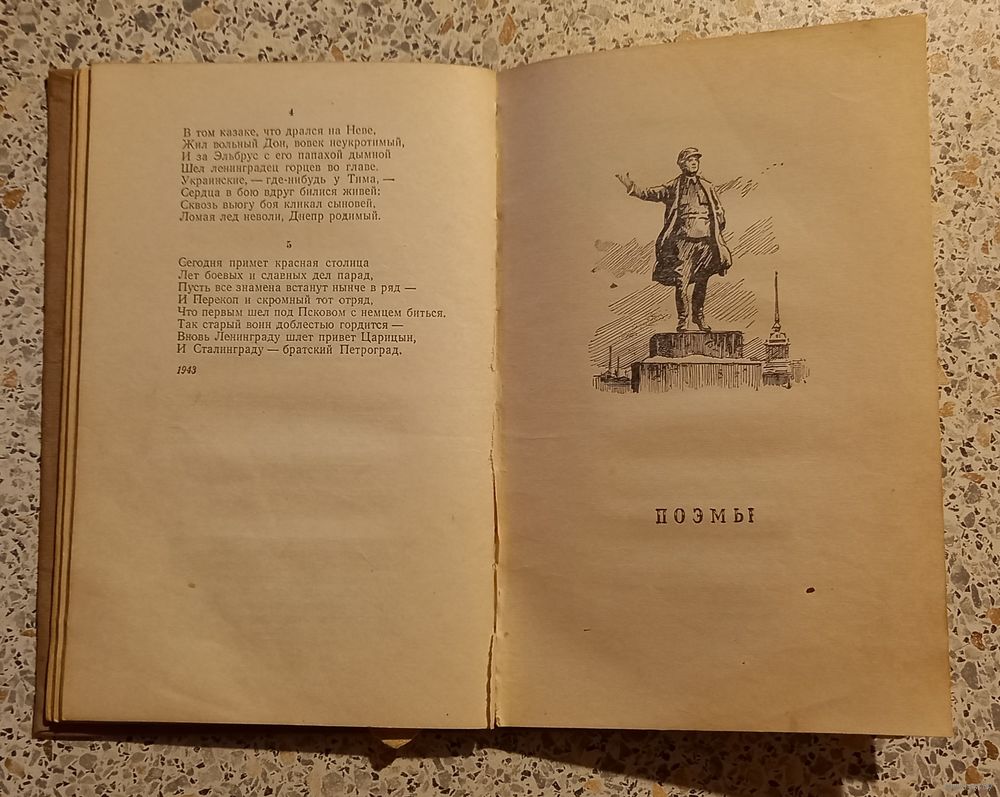 4
В том казаке, что дрался на Неве,
Жил вольный Дон, вовек неукротимый,
И за Эльбрус с его папахой дымной
Шел ленинградец горцев во главе.
Украинские, — где-нибудь у Тима, —
Сердца в бою вдруг билися живей:
Сквозь вьюгу боя кликал сыновей,
Ломая лед неволи, Днепр родимый.
5
Сегодня примет красная столица
Лет боевых и славных дел парад,
Пусть все знамена встанут нынче в ряд —
И Перекоп и скромный тот отряд,
Что первым шел под Псковом с немцем биться.
Так старый воин доблестью гордится —
Вновь Ленинграду шлет привет Царицын,
И Сталинграду — братский Петроград.
1943
ПОЭМЫ